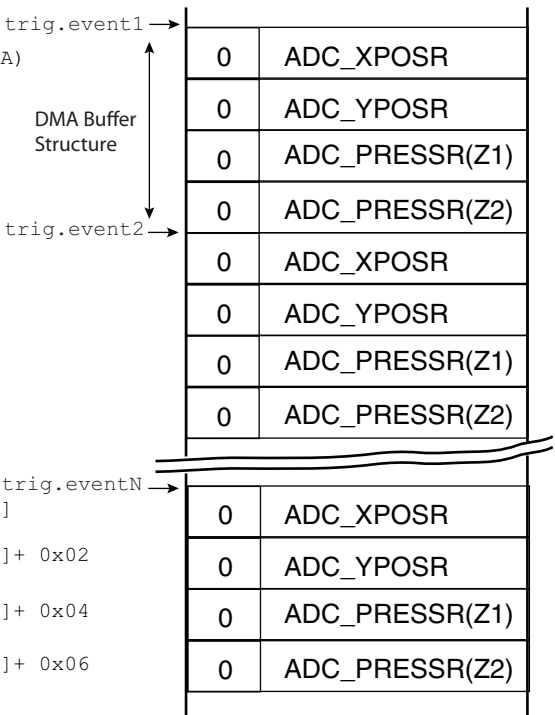 trig.event1
A) 0 ADC_XPOSR
DMA Buffer
Structure
0 ADC_YPOSR
0 ADC_PRESSR(Z1)
0 ADC_PRESSR(Z2)
trig.event2
0 ADC_XPOSR
0 ADC_YPOSR
0 ADC_PRESSR(Z1)
0 ADC_PRESSR(Z2)
trig.eventN
] 0 ADC_XPOSR
]+ 0x02 0 ADC_YPOSR
]+ 0x04 0 ADC_PRESSR(Z1)
]+ 0x06 0 ADC_PRESSR(Z2)